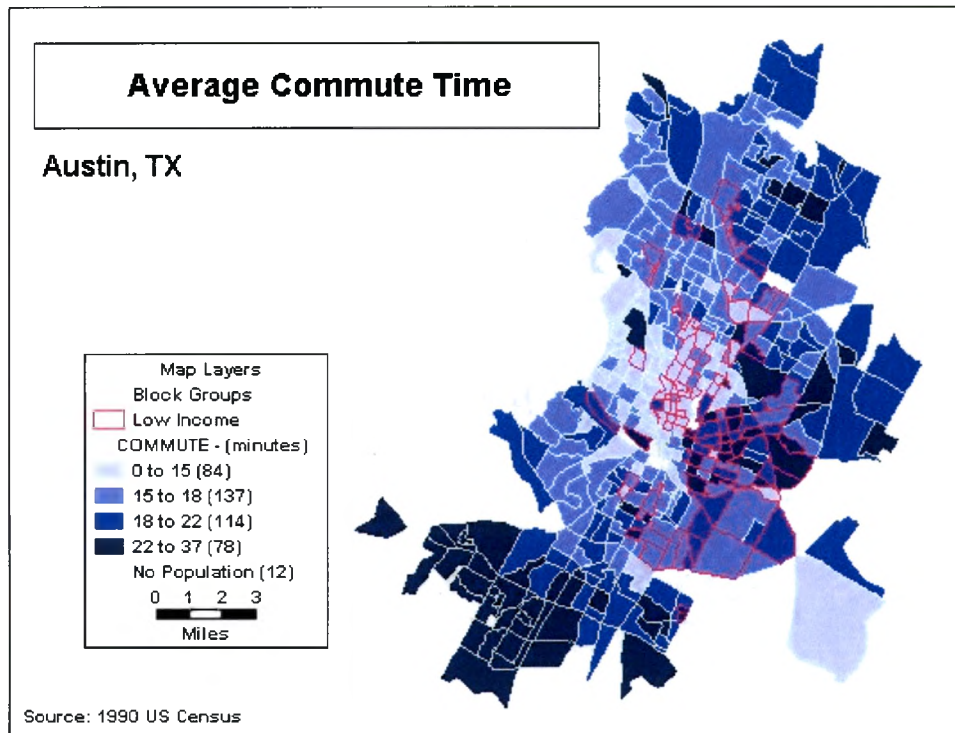 Average Commute Time
Austin, TX
Map Layers
Block Groups
Low Income
COMMUTE - (minutes)
0 to 15 (84)
15 to 18 (137)
18 to 22 (114)
22 to 37 (78)
No Population (12)
0 1 2 3
Miles
Source: 1990 US Census